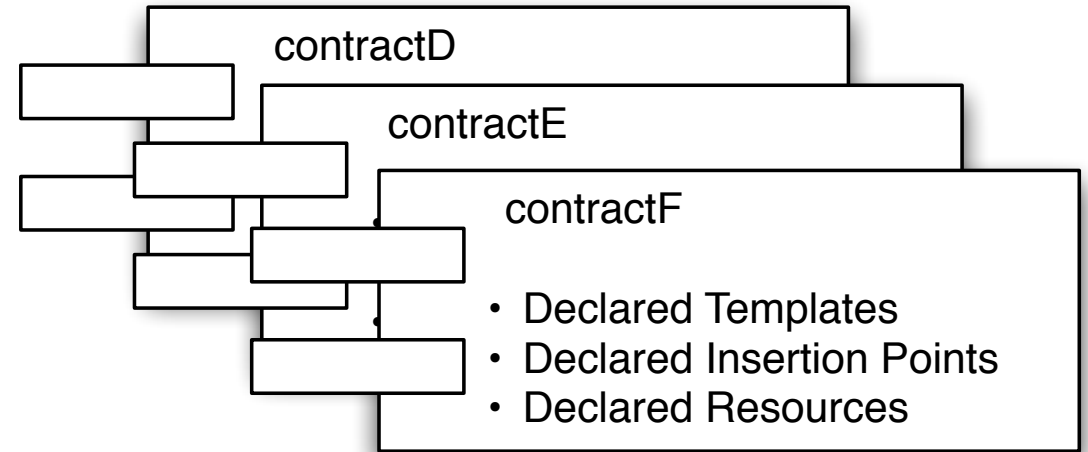 contractD
contractE
contractF
• Declared Templates
• Declared Insertion Points
• Declared Resources